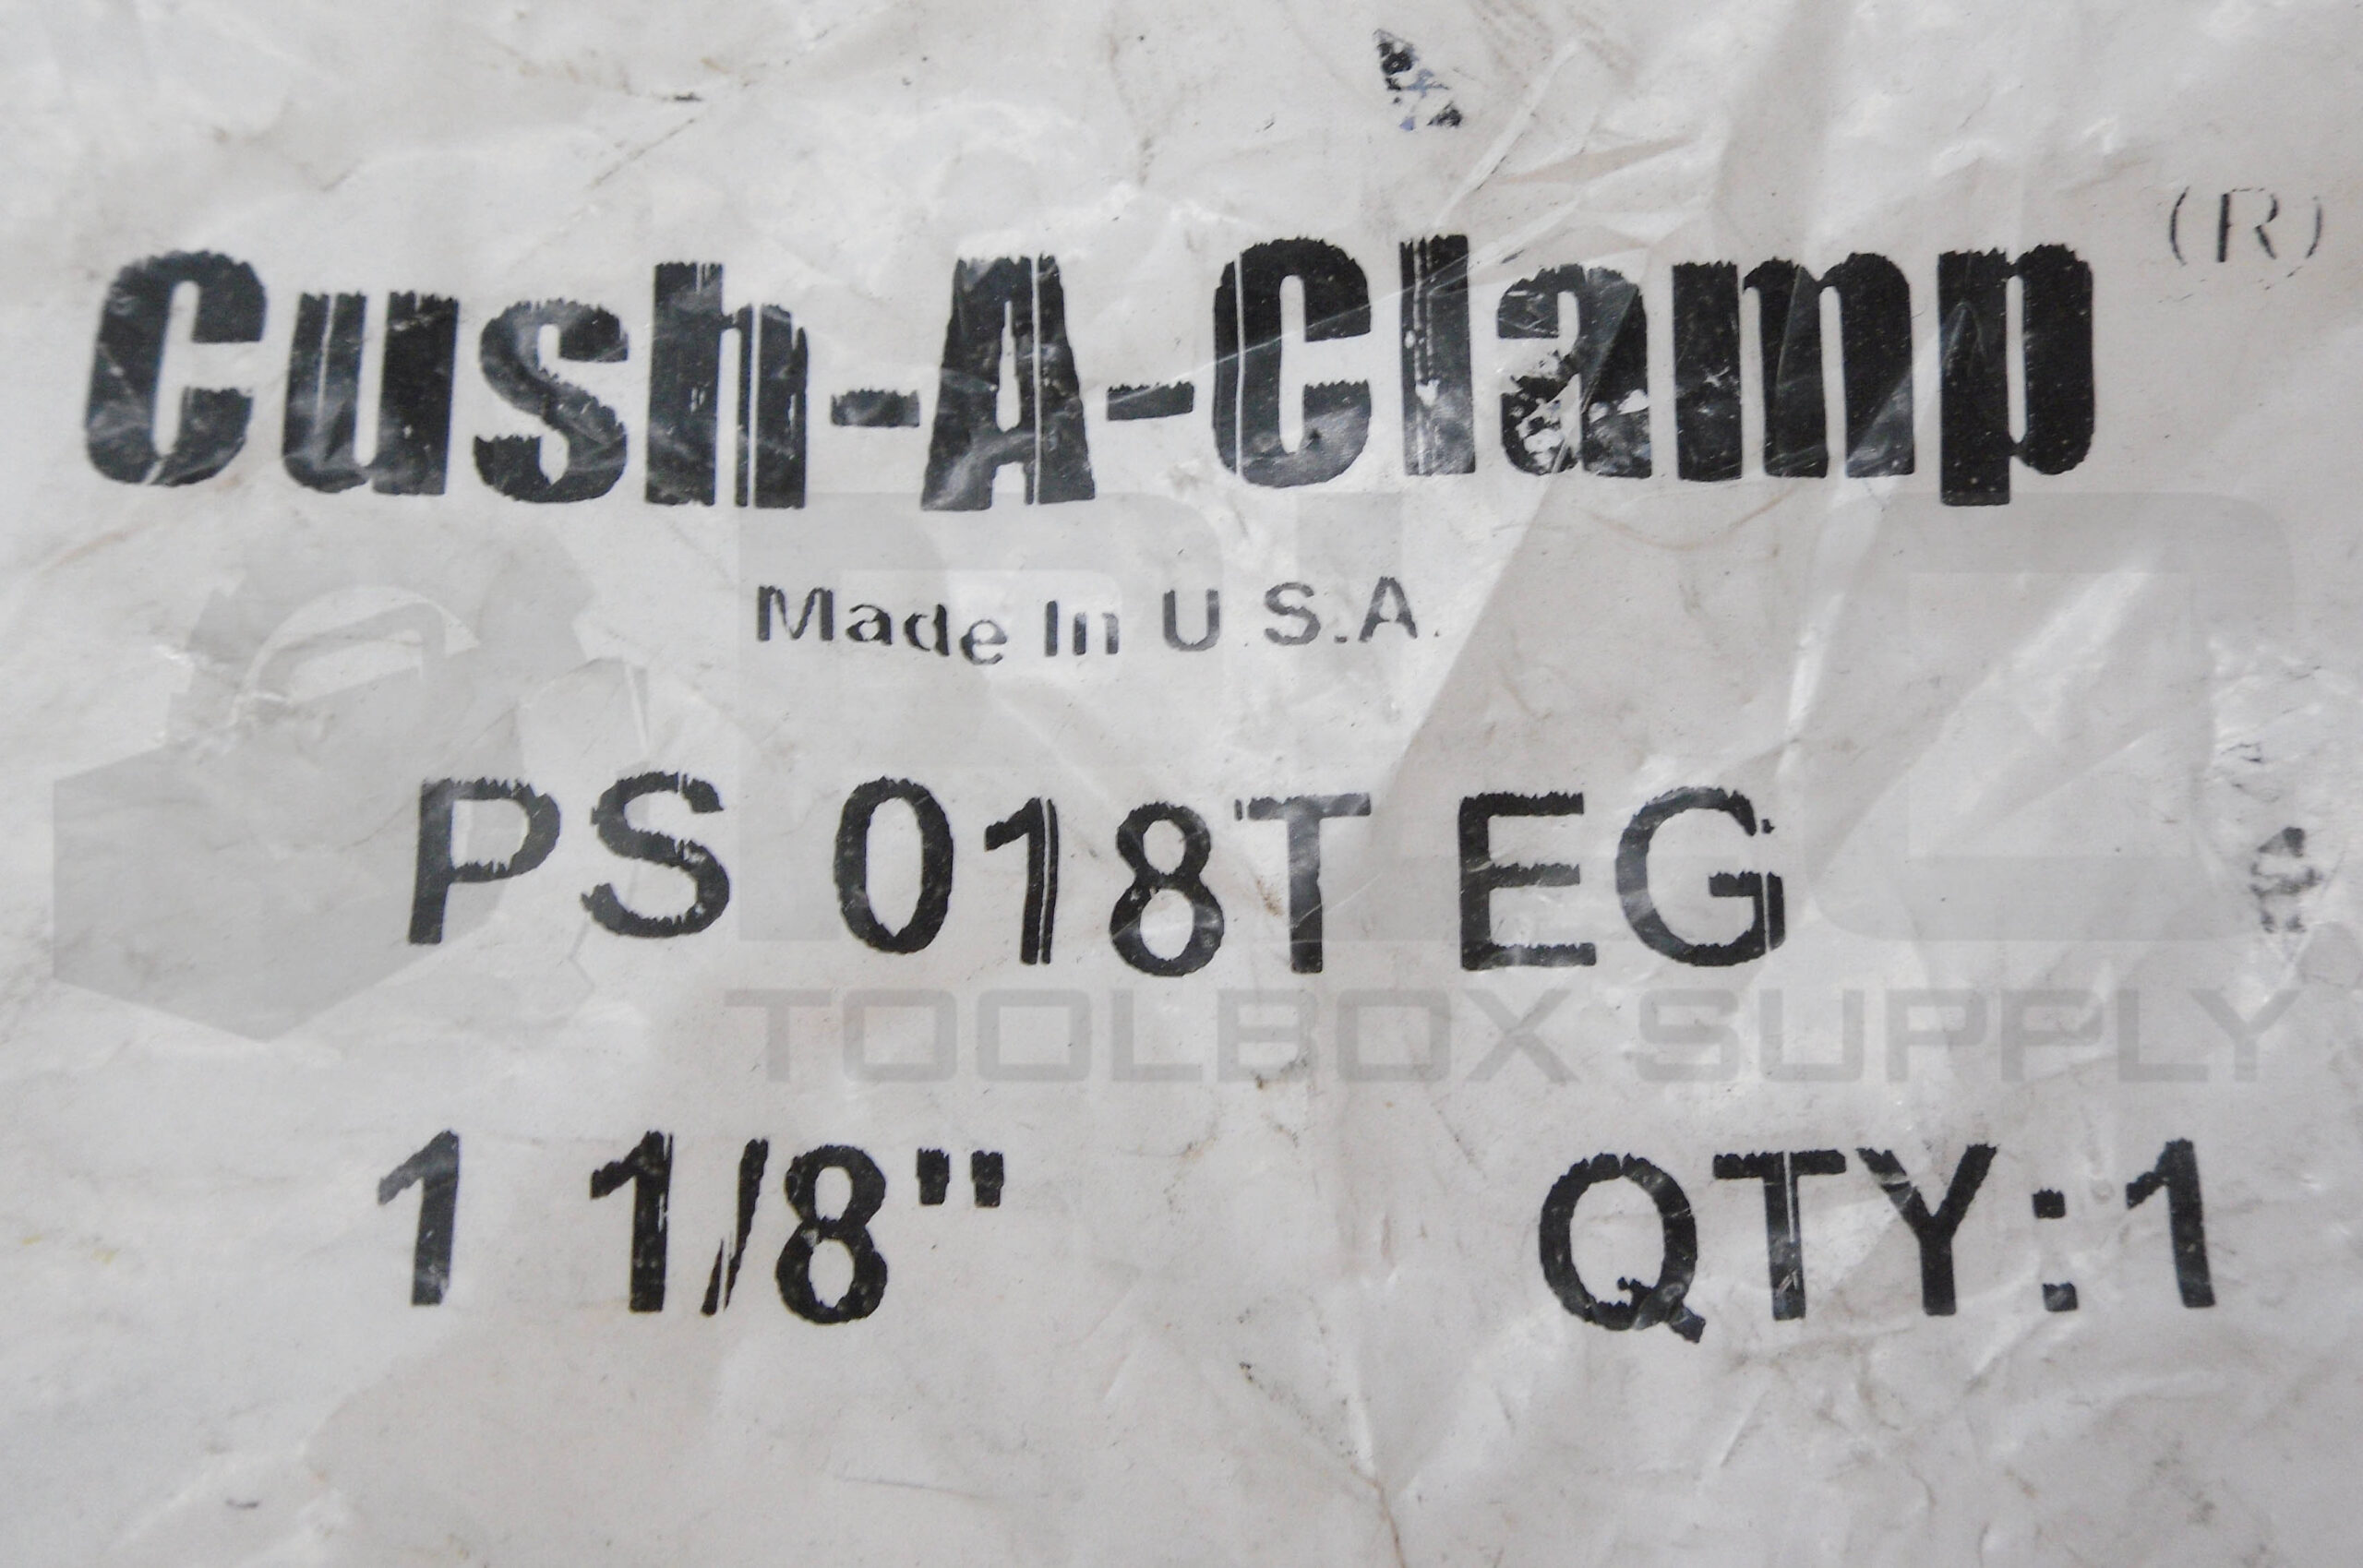 Cush-A-Clamp (R)
Made In U.S.A.
PS 018T EG
TOOLBOX SUPPLY
1 1/8" QTY:1